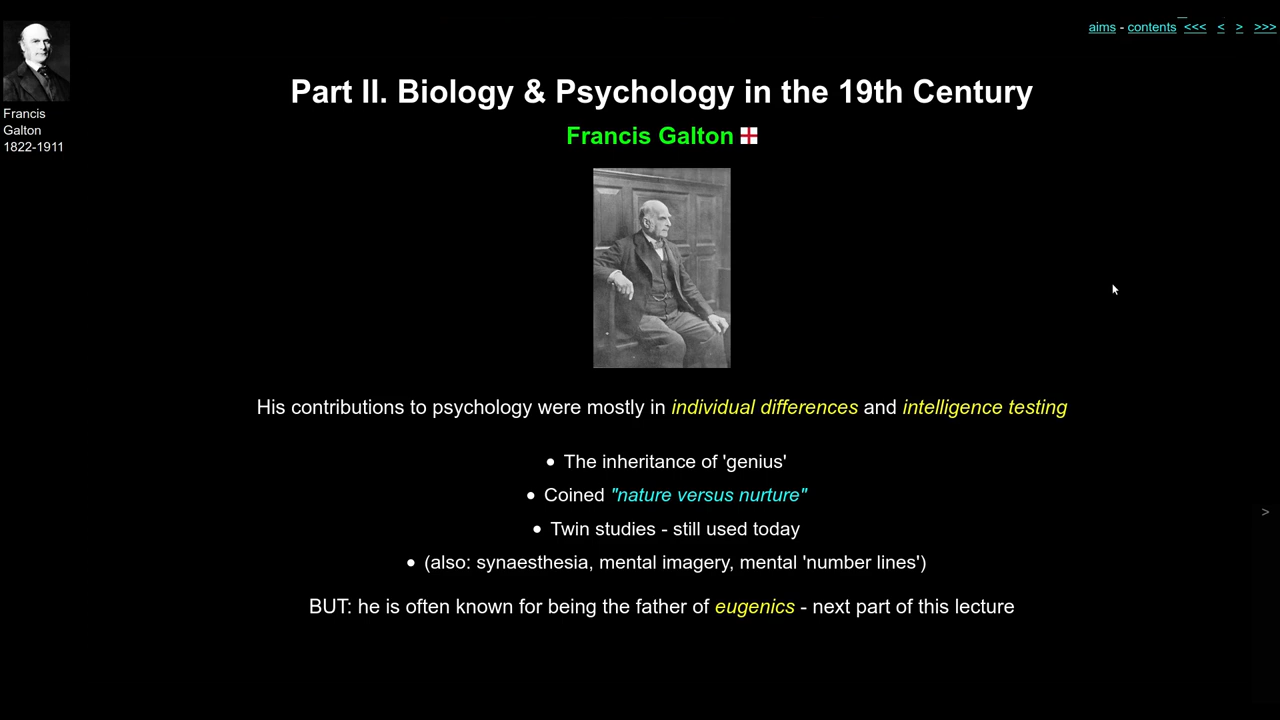 aims - contents <<< < > >>>
Francis
Galton
1822-1911
Part II. Biology & Psychology in the 19th Century
Francis Galton
His contributions to psychology were mostly in individual differences and intelligence testing
• The inheritance of 'genius'
• Coined "nature versus nurture"
• Twin studies - still used today
• (also: synaesthesia, mental imagery, mental 'number lines')
BUT: he is often known for being the father of eugenics - next part of this lecture
>